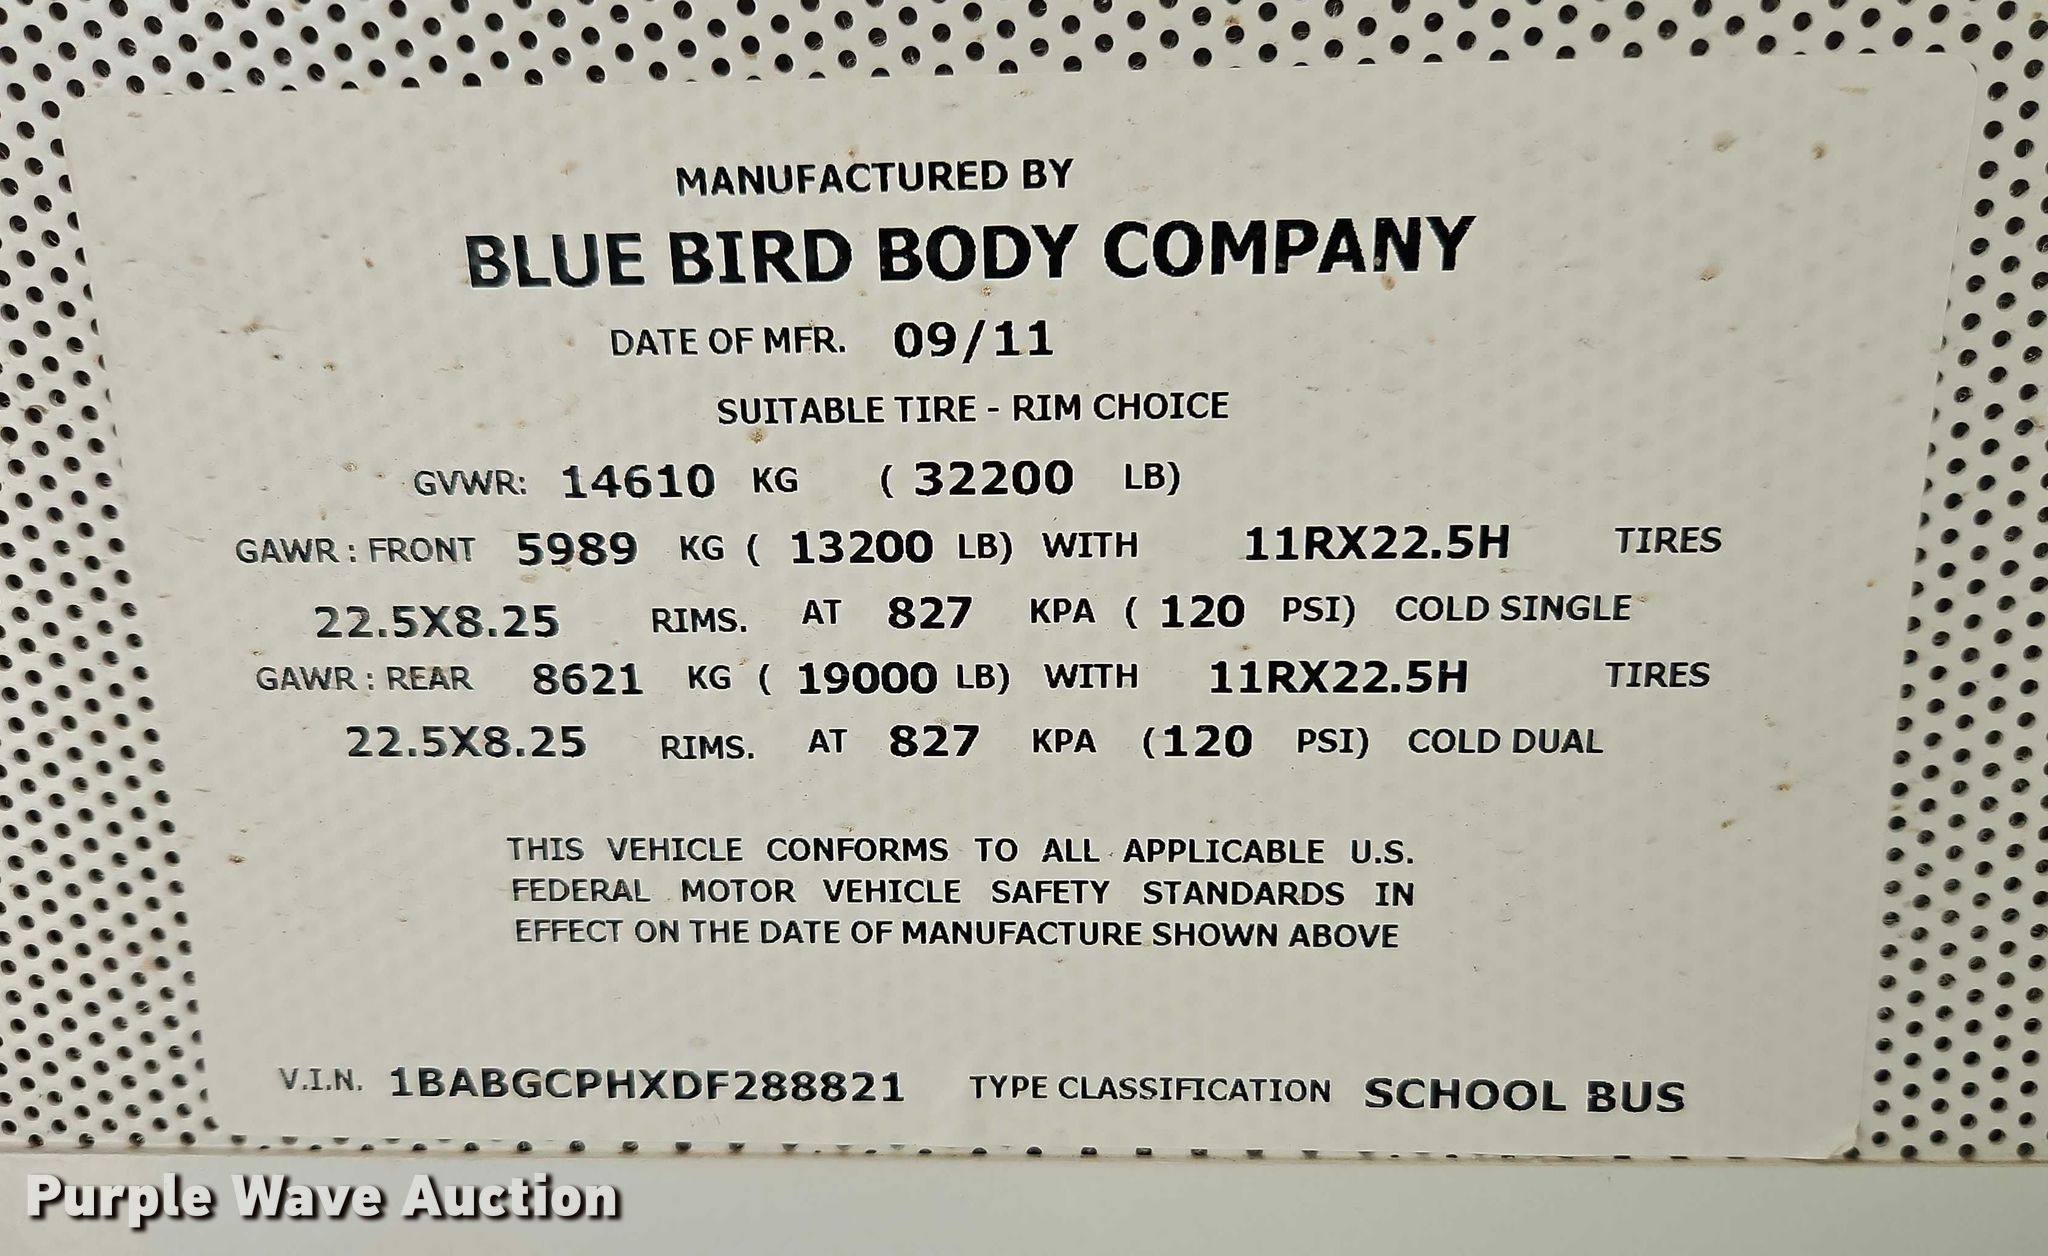 MANUFACTURED BY
BLUE BIRD BODY COMPANY
DATE OF MFR. 09/11
SUITABLE TIRE - RIM CHOICE
GVWR: 14610 KG ( 32200 LB)
GAWR : FRONT 5989 KG ( 13200 LB) WITH 11RX22.5H TIRES
22.5X8.25 RIMS. AT 827 KPA ( 120 PSI) COLD SINGLE
GAWR : REAR 8621 KG ( 19000 LB) WITH 11RX22.5H TIRES
22.5X8.25 RIMS. AT 827 KPA (120 PSI) COLD DUAL
THIS VEHICLE CONFORMS TO ALL APPLICABLE U.S.
FEDERAL MOTOR VEHICLE SAFETY STANDARDS IN
EFFECT ON THE DATE OF MANUFACTURE SHOWN ABOVE
V.I.N. 1BABGCPHXDF288821 TYPE CLASSIFICATION SCHOOL BUS
Purple Wave Auction